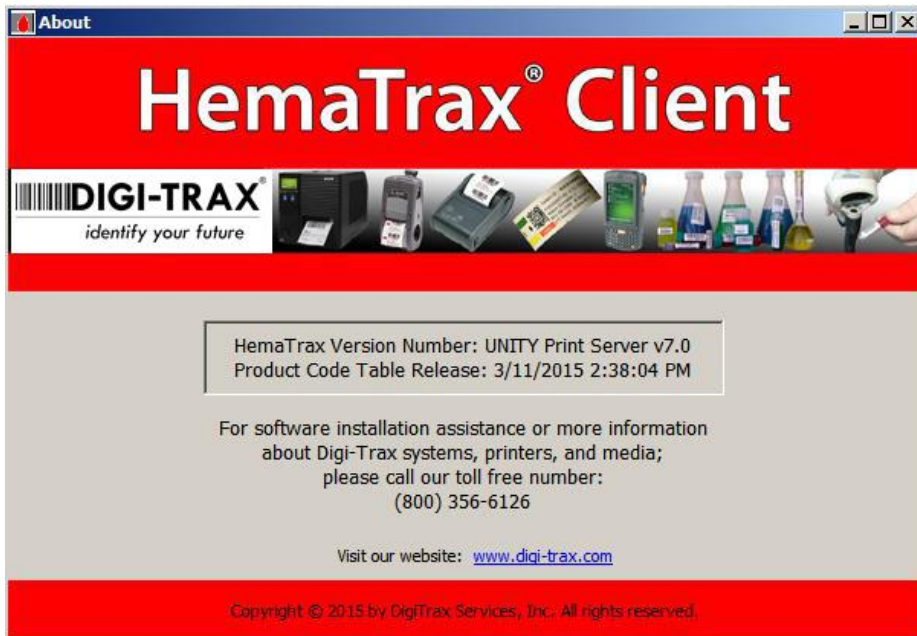 About
HemaTrax® Client
DIGI-TRAX®
identify your future
HemaTrax Version Number: UNITY Print Server v7.0
Product Code Table Release: 3/11/2015 2:38:04 PM
For software installation assistance or more information
about Digi-Trax systems, printers, and media;
please call our toll free number:
(800) 356-6126
Visit our website: www.digi-trax.com
Copyright © 2015 by DigiTrax Services, Inc. All rights reserved.